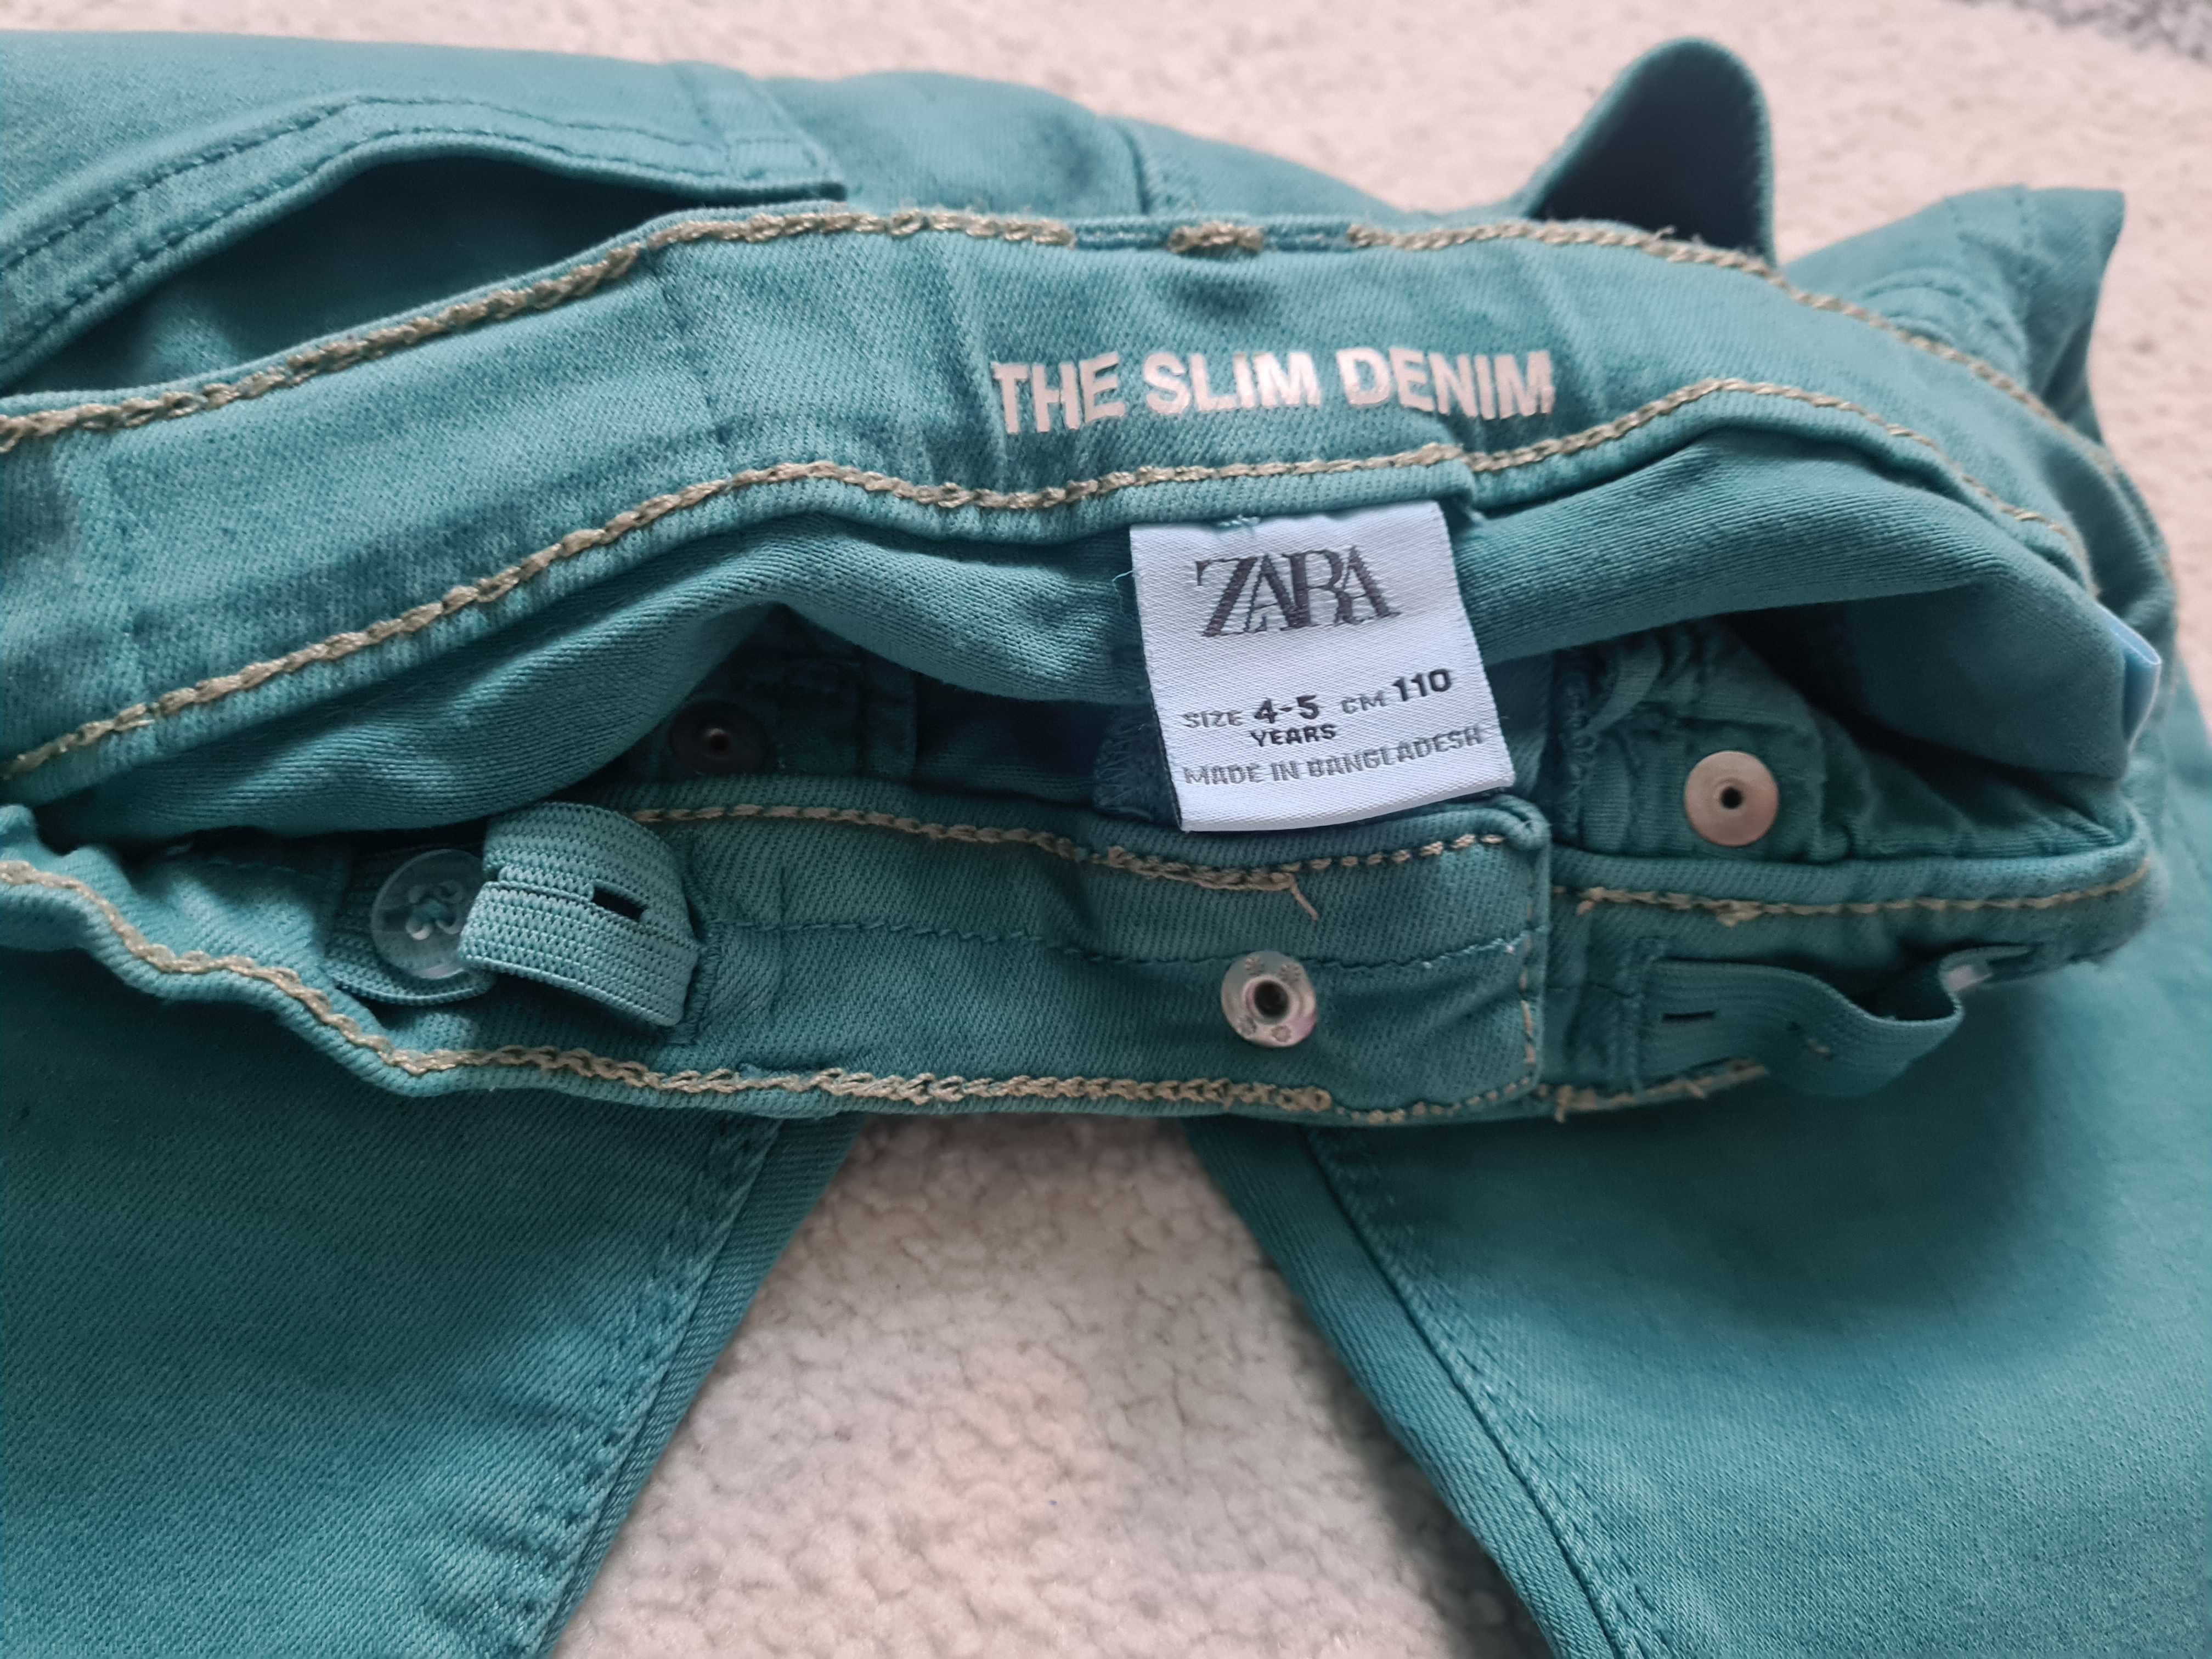 THE SLIM DENIM
ZARA
SIZE 4-5 CM 110
YEARS
MADE IN BANGLADESH